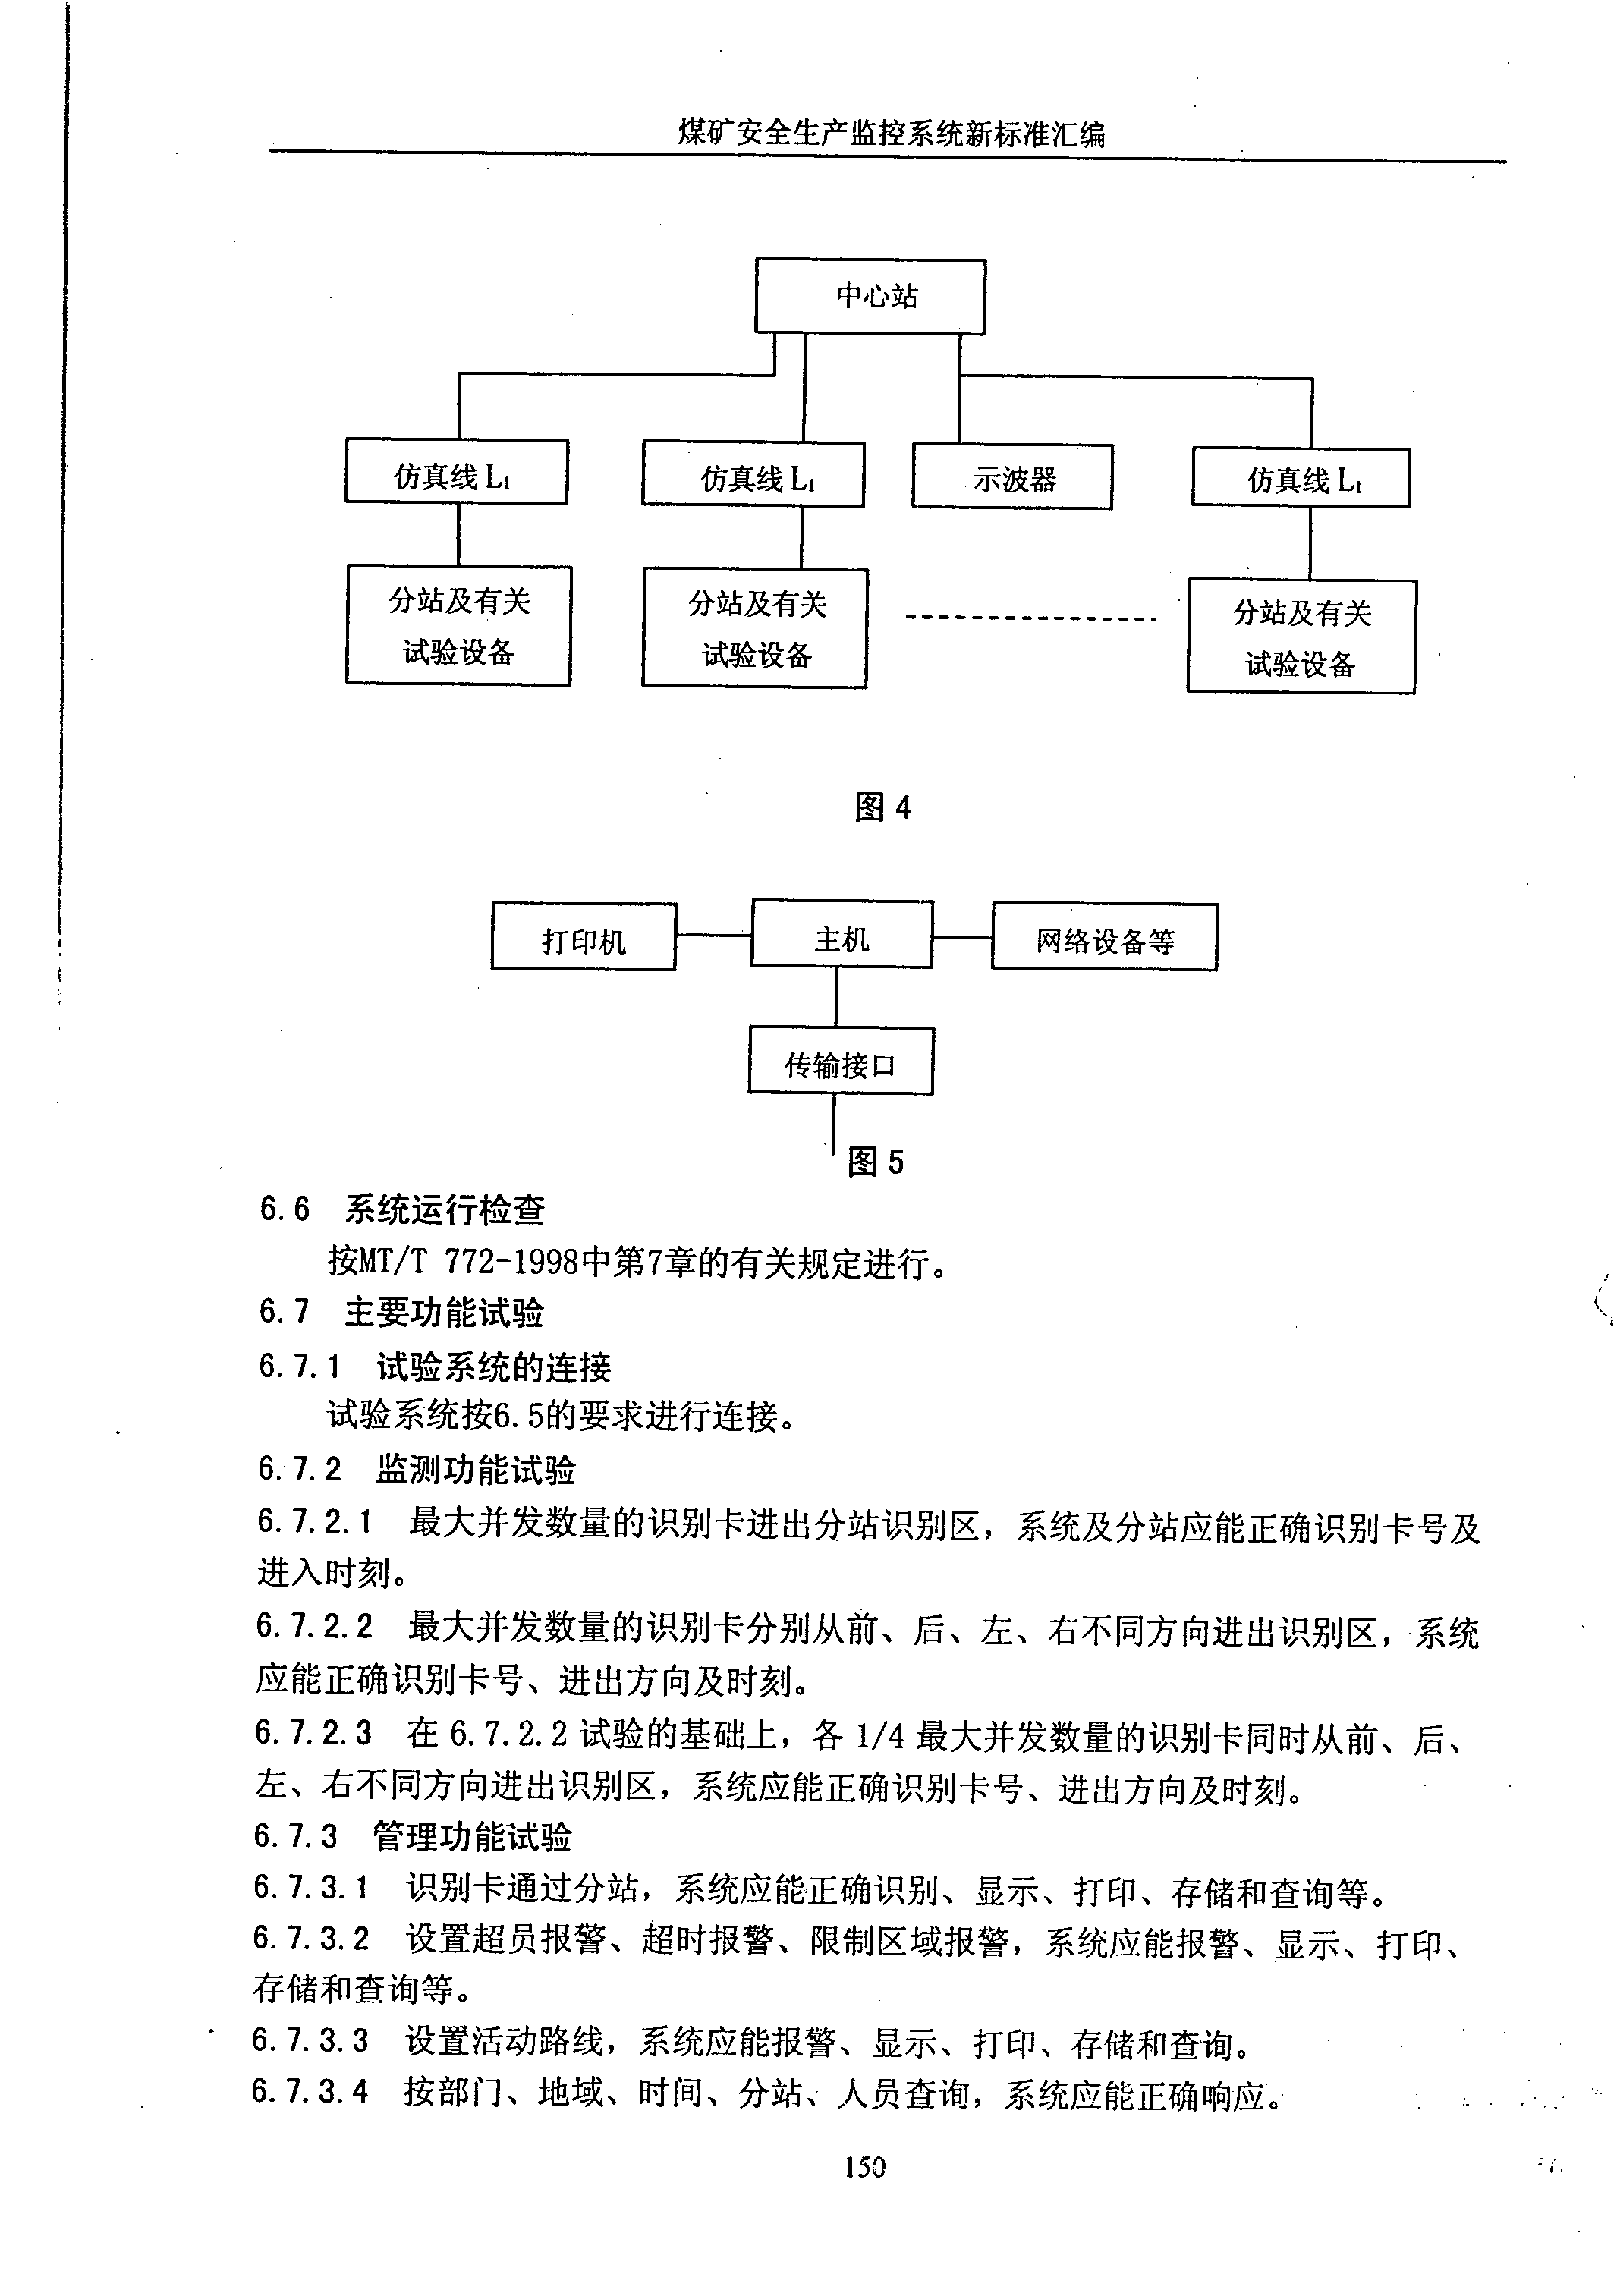 煤矿安全生产监控系统新标准汇编
中心站
仿真线 L₁
仿真线 L₁
示波器
仿真线 L₁
分站及有关
试验设备
分站及有关
试验设备
分站及有关
试验设备
图 4
打印机
主机
网络设备等
传输接口
图 5
6.6 系统运行检查
按MT/T 772-1998中第7章的有关规定进行。
6.7 主要功能试验
6.7.1 试验系统的连接
试验系统按6.5的要求进行连接。
6.7.2 监测功能试验
6.7.2.1 最大并发数量的识别卡进出分站识别区，系统及分站应能正确识别卡号及
进入时刻。
6.7.2.2 最大并发数量的识别卡分别从前、后、左、右不同方向进出识别区，系统
应能正确识别卡号、进出方向及时刻。
6.7.2.3 在 6.7.2.2 试验的基础上，各 1/4 最大并发数量的识别卡同时从前、后、
左、右不同方向进出识别区，系统应能正确识别卡号、进出方向及时刻。
6.7.3 管理功能试验
6.7.3.1 识别卡通过分站，系统应能正确识别、显示、打印、存储和查询等。
6.7.3.2 设置超员报警、超时报警、限制区域报警，系统应能报警、显示、打印、
存储和查询等。
6.7.3.3 设置活动路线，系统应能报警、显示、打印、存储和查询。
6.7.3.4 按部门、地域、时间、分站、人员查询，系统应能正确响应。
150